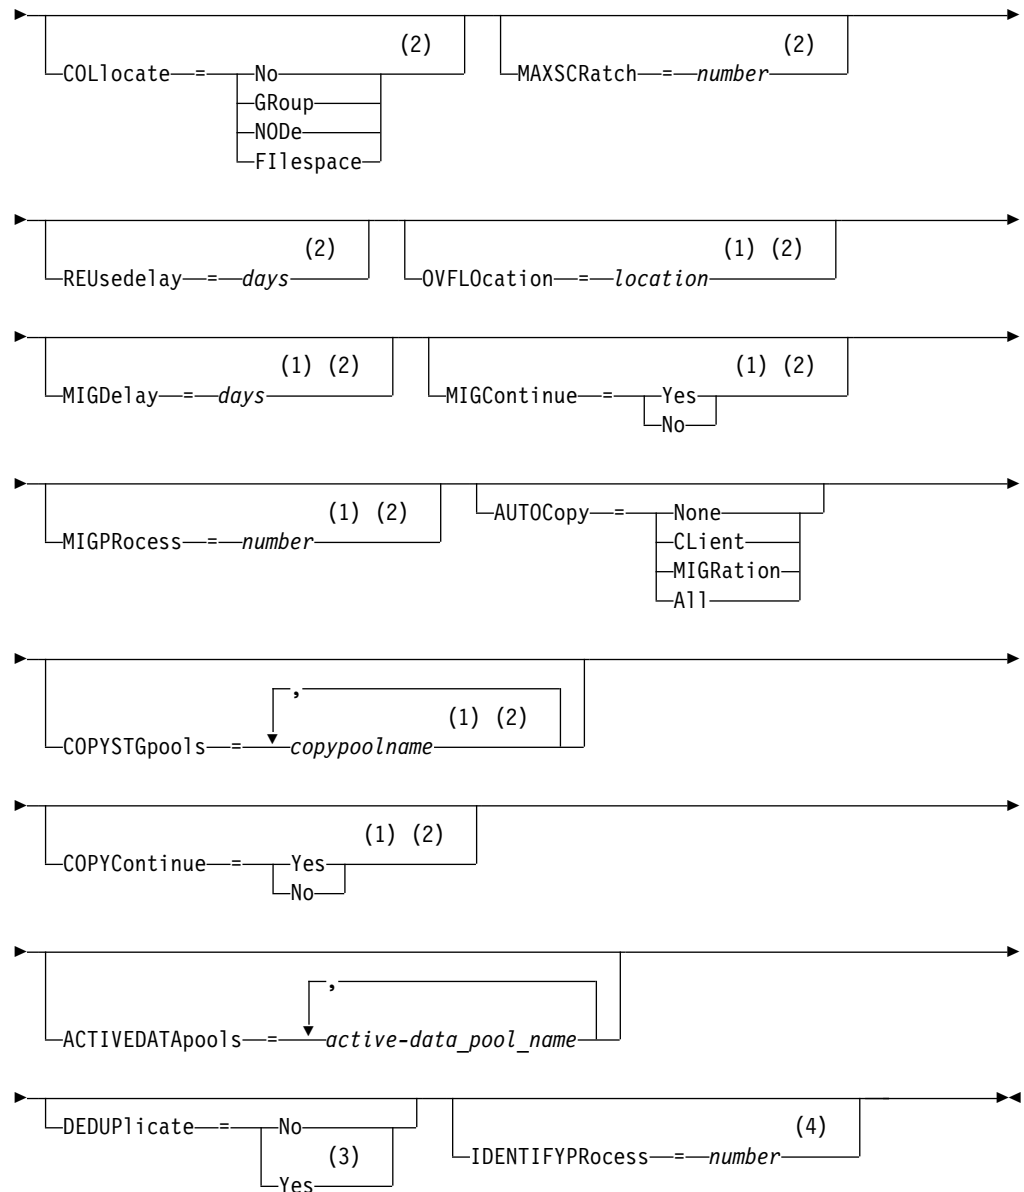 (2) (2)
COLlocate = No MAXSCRatch = number
GRoup
NODe
FIlespace
(2) (1) (2)
REUsedelay = days OVFLOcation = location
(1) (2) (1) (2)
MIGDelay = days MIGContinue = Yes
No
(1) (2)
MIGPRocess = number AUTOCopy = None
CLient
MIGRation
All
,
(1) (2)
COPYSTGpools = copypoolname
(1) (2)
COPYContinue = Yes
No
,
ACTIVEDATApools = active-data_pool_name
DEDUPlicate = No (4)
(3) IDENTIFYPRocess = number
Yes